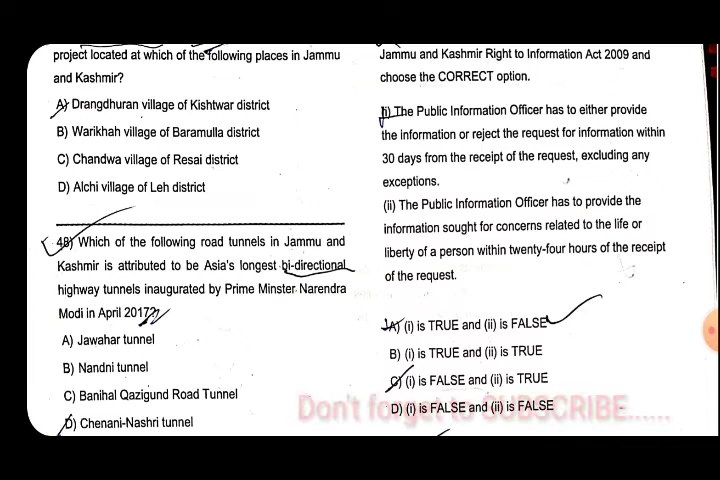 project located at which of the following places in Jammu
and Kashmir?
A) Drangdhuran village of Kishtwar district
B) Warikhah village of Baramulla district
C) Chandwa village of Resai district
D) Alchi village of Leh district
48) Which of the following road tunnels in Jammu and
Kashmir is attributed to be Asia's longest bi-directional
highway tunnels inaugurated by Prime Minster Narendra
Modi in April 2017?
A) Jawahar tunnel
B) Nandni tunnel
C) Banihal Qazigund Road Tunnel
D) Chenani-Nashri tunnel
Jammu and Kashmir Right to Information Act 2009 and
choose the CORRECT option.
(i) The Public Information Officer has to either provide
the information or reject the request for information within
30 days from the receipt of the request, excluding any
exceptions.
(ii) The Public Information Officer has to provide the
information sought for concerns related to the life or
liberty of a person within twenty-four hours of the receipt
of the request.
A) (i) is TRUE and (ii) is FALSE
B) (i) is TRUE and (ii) is TRUE
C) (i) is FALSE and (ii) is TRUE
D) (i) is FALSE and (ii) is FALSE
Don't forget to SUBSCRIBE......